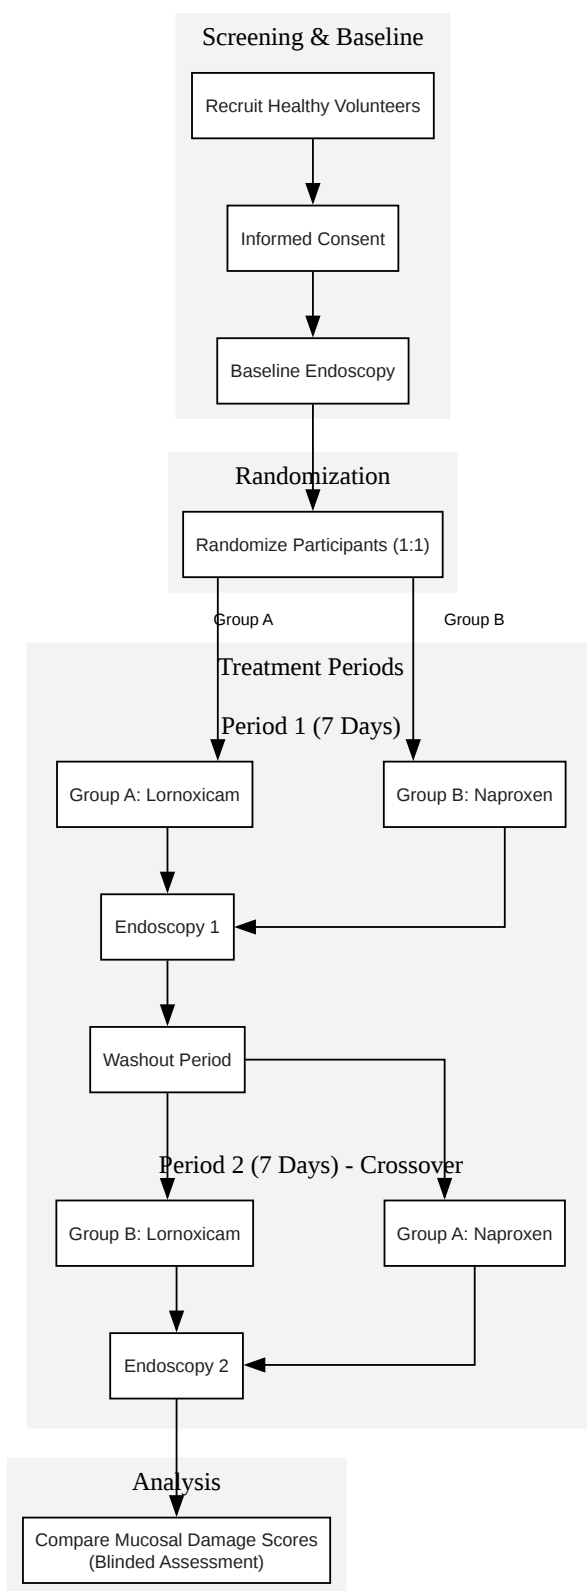 Screening & Baseline
Recruit Healthy Volunteers
Informed Consent
Baseline Endoscopy
Randomization
Randomize Participants (1:1)
Group A
Group B
Treatment Periods
Period 1 (7 Days)
Group A: Lornoxicam
Group B: Naproxen
Endoscopy 1
Washout Period
Period 2 (7 Days) - Crossover
Group B: Lornoxicam
Group A: Naproxen
Endoscopy 2
Analysis
Compare Mucosal Damage Scores
(Blinded Assessment)